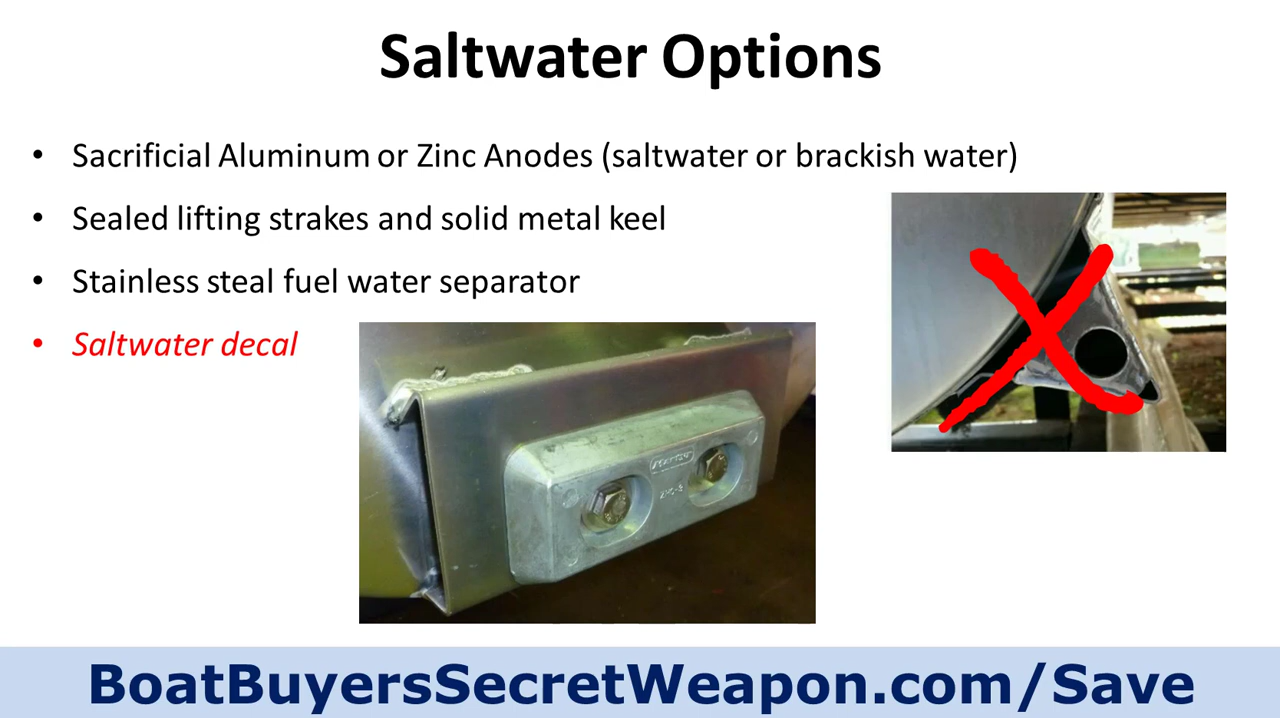 Saltwater Options
• Sacrificial Aluminum or Zinc Anodes (saltwater or brackish water)
• Sealed lifting strakes and solid metal keel
• Stainless steal fuel water separator
• Saltwater decal
BoatBuyersSecretWeapon.com/Save